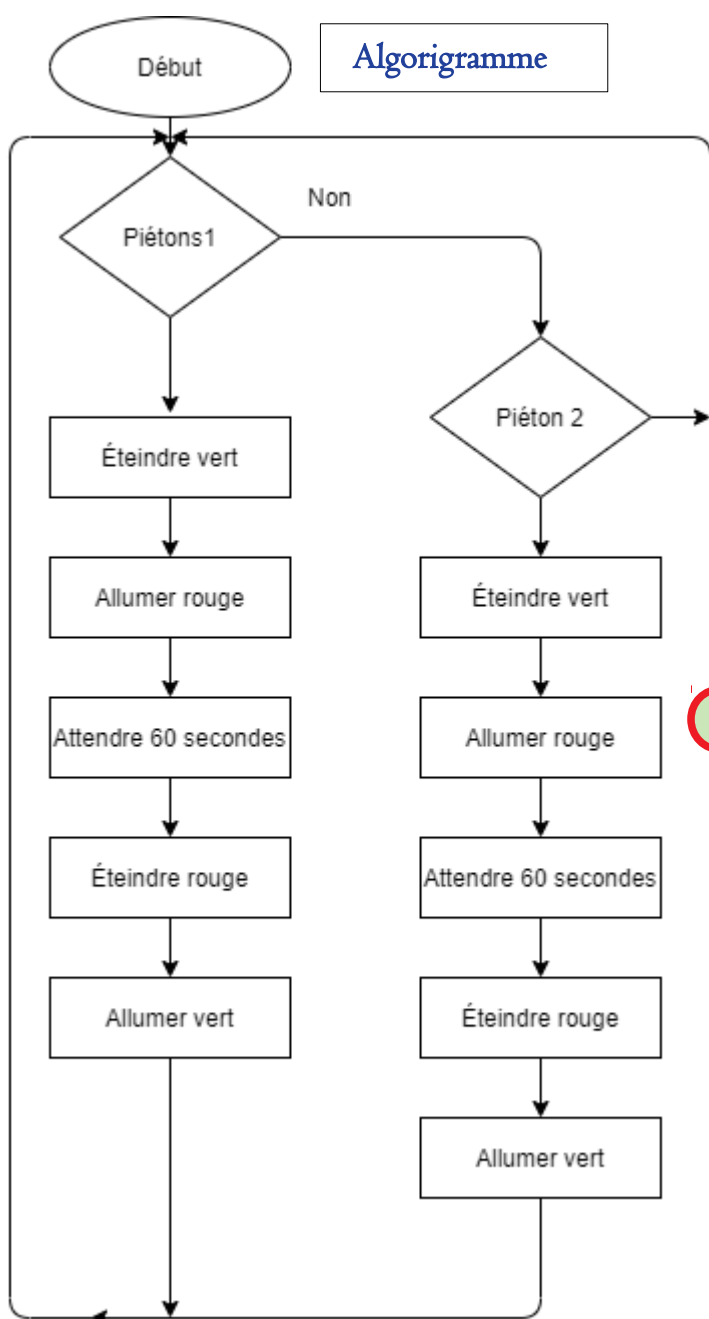 Début
Algorigramme
Piétons1
Non
Piéton 2
Éteindre vert
Allumer rouge
Attendre 60 secondes
Éteindre rouge
Allumer vert
Éteindre vert
Allumer rouge
Attendre 60 secondes
Éteindre rouge
Allumer vert